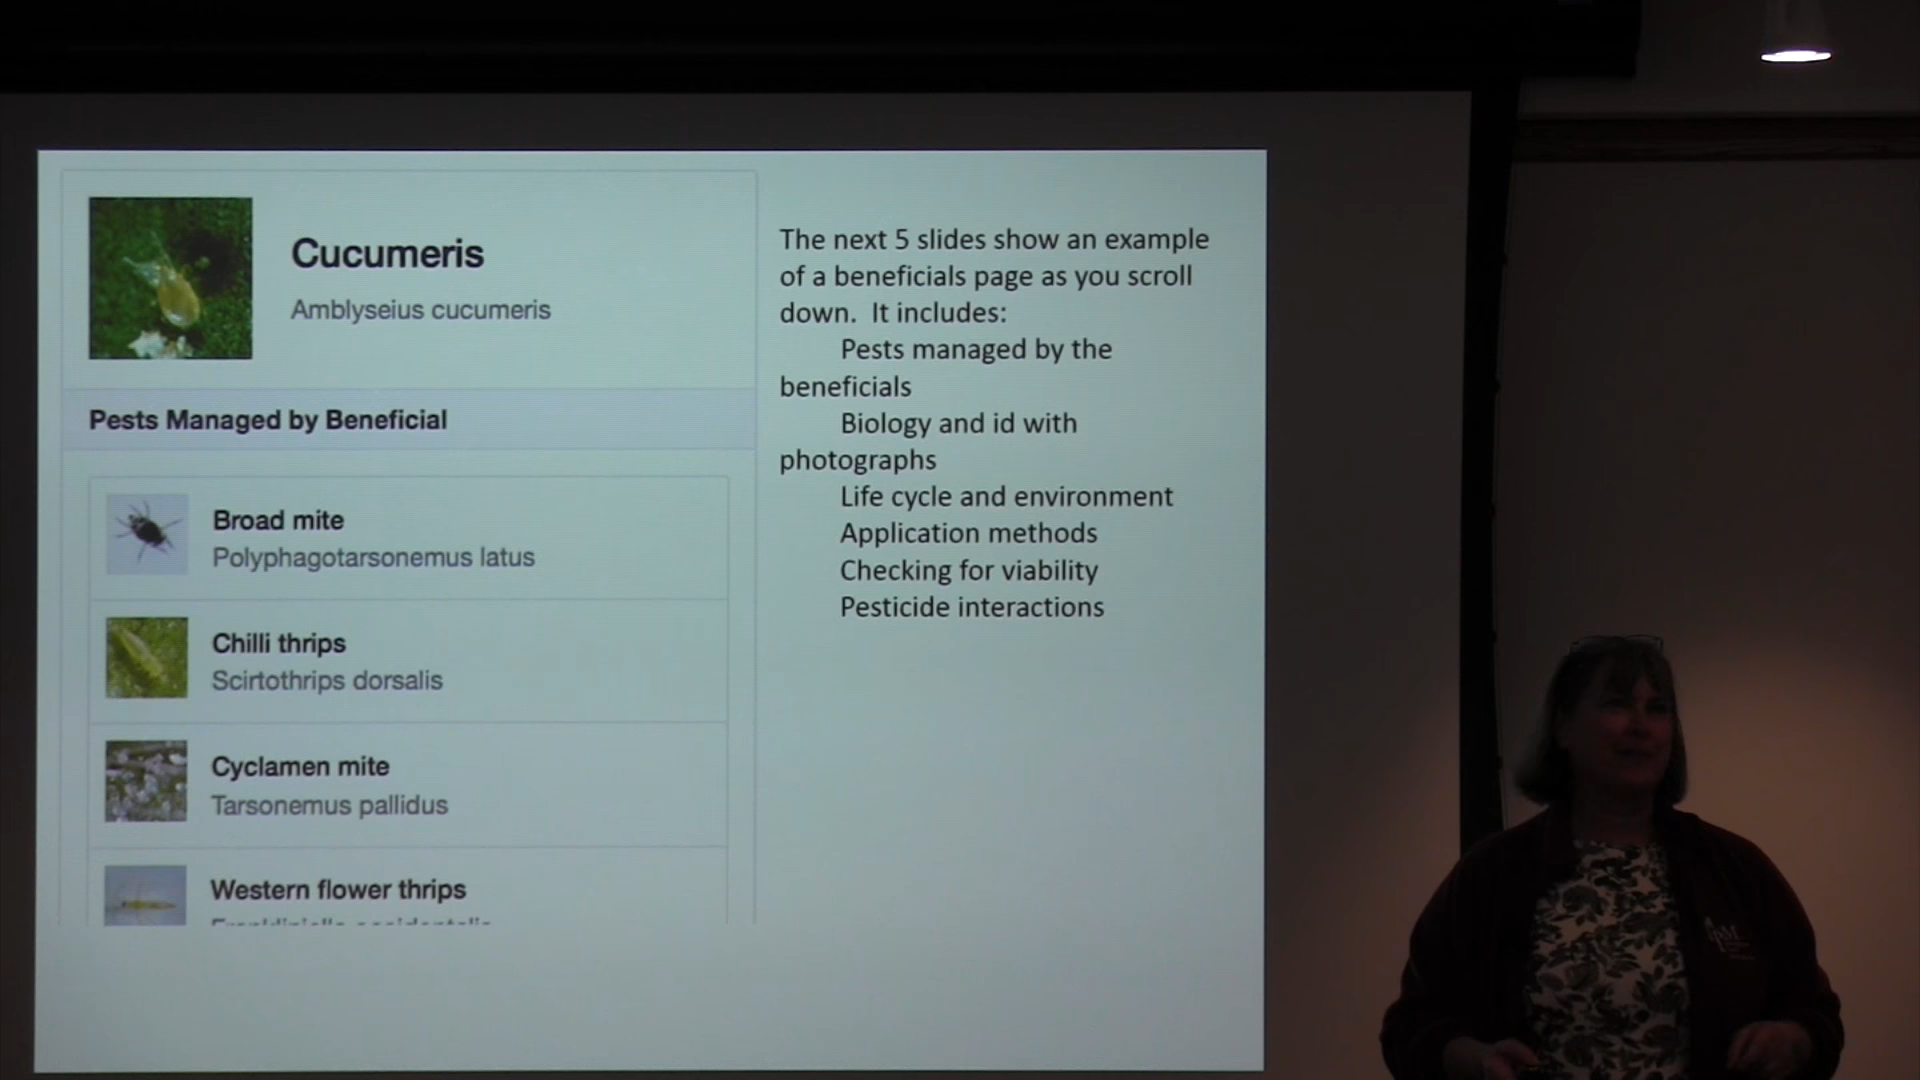 Cucumeris
Amblyseius cucumeris
Pests Managed by Beneficial
Broad mite
Polyphagotarsonemus latus
Chilli thrips
Scirtothrips dorsalis
Cyclamen mite
Tarsonemus pallidus
Western flower thrips
The next 5 slides show an example
of a beneficials page as you scroll
down. It includes:
Pests managed by the
beneficials
Biology and id with
photographs
Life cycle and environment
Application methods
Checking for viability
Pesticide interactions